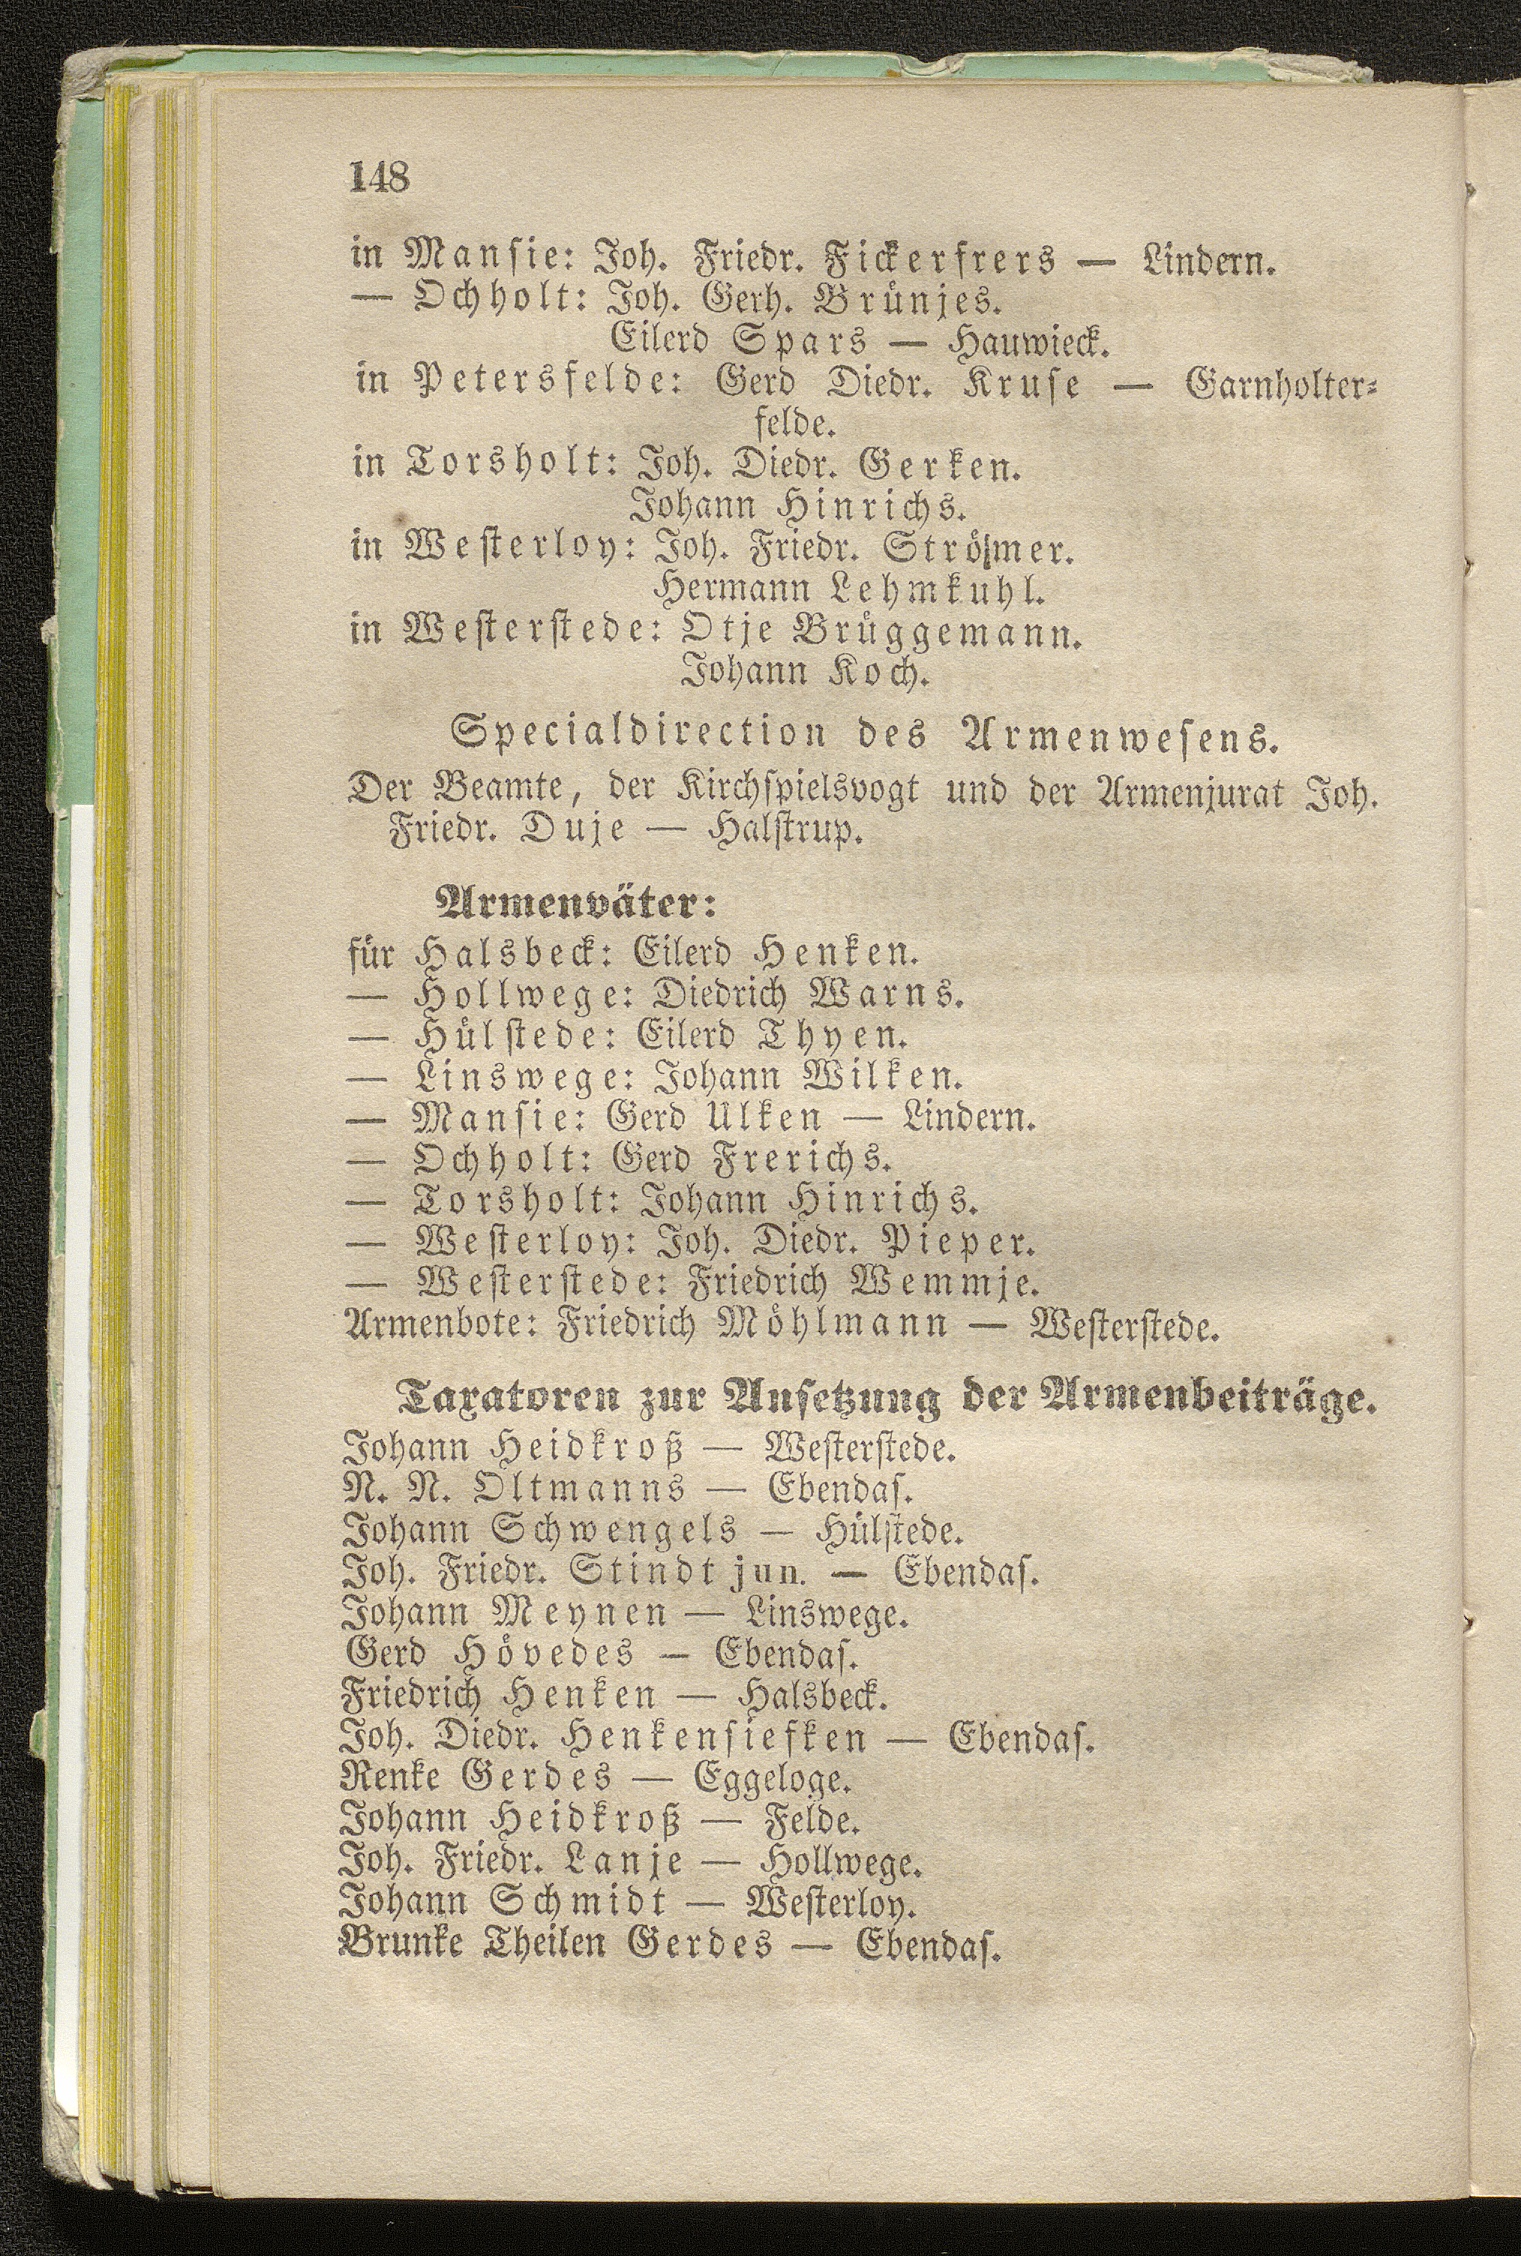 148
in Mansie: Joh. Friedr. Fickerfrers — Lindern.
— Ochholt: Joh. Gerh. Brünjes.
Eilerd Spars — Hauwieck.
in Petersfelde: Gerd Diedr. Kruse — Garnholter-
felde.
in Torsholt: Joh. Diedr. Gerken.
Johann Hinrichs.
in Westerloy: Joh. Friedr.
Hermann Lehmkuhl.
in Westerstede: Otje Brüggemann.
Johann Koch.
Specialdirection des Armenwesens.
Der Beamte, der Kirchspielsvogt und der Armenjurat Joh.
Friedr. Duje — Halstrup.
Armenväter:
für Halsbeck: Eilerd Henken.
— Hollwege: Diedrich Warns.
— Hülstede: Eilerd Thyen.
— Linswege: Johann Wilken.
— Mansie: Gerd Ulken — Lindern.
— Ochholt: Gerd Frerichs.
— Torsholt: Johann Hinrichs.
— Westerloy: Joh. Diedr. Pieper.
— Westerstede: Friedrich Wemmje.
Armenbote: Friedrich Möhlmann — Westerstede.
Taxatoren zur Ansetzung der Armenbeiträge.
Johann Heidkroß — Westerstede.
N. N. Oltmanns — Ebendas.
Johann Schwengels — Hülstede.
Joh. Friedr. Stindt jun. — Ebendas.
Johann Meynen — Linswege.
Gerd Hövedes — Ebendas.
Friedrich Henken — Halsbeck.
Joh. Diedr. Henkensiefken — Ebendas.
Renke Gerdes — Eggeloge.
Johann Heidkroß — Felde.
Joh. Friedr. Lanje — Hollwege.
Johann Schmidt — Westerloy.
Brunke Theilen Gerdes — Ebendas.